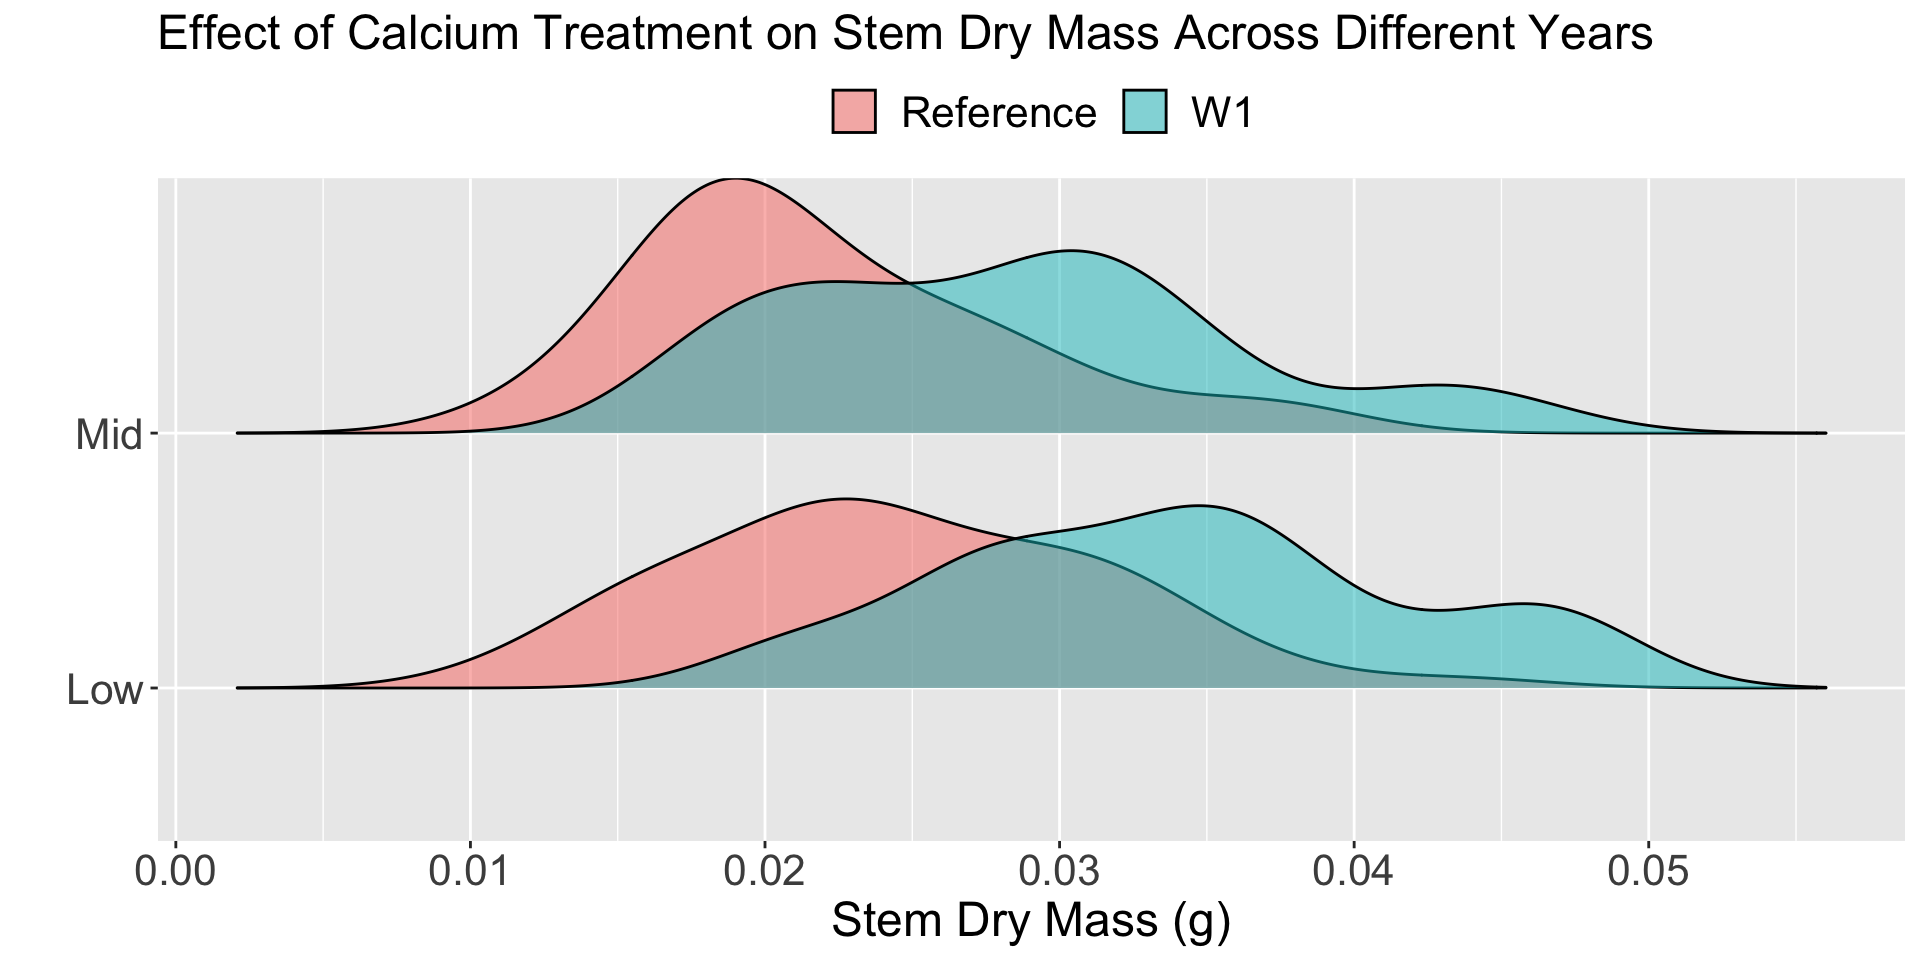 Effect of Calcium Treatment on Stem Dry Mass Across Different Years
Reference W1
Mid
Low
0.00 0.01 0.02 0.03 0.04 0.05
Stem Dry Mass (g)